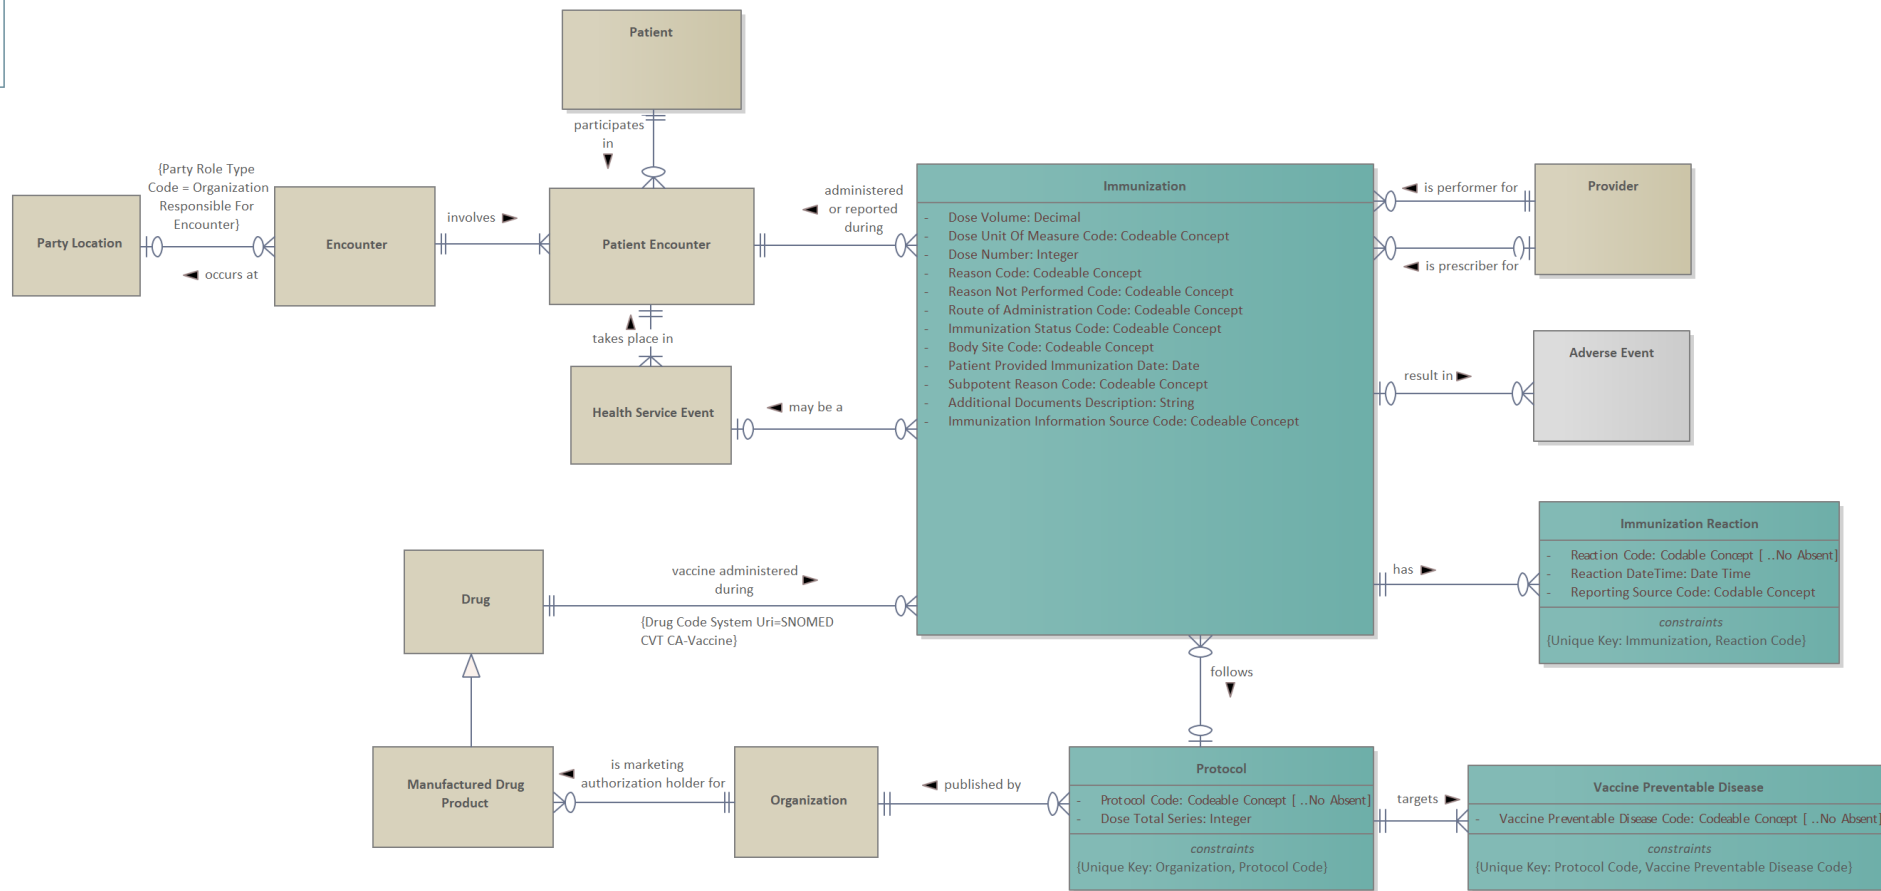 Patient
participates
in
{Party Role Type
Code = Organization
Responsible For
Encounter}
Party Location
occurs at
Encounter
involves
Patient Encounter
administered
or reported
during
takes place in
Health Service Event
may be a
Immunization
- Dose Volume: Decimal
- Dose Unit Of Measure Code: Codeable Concept
- Dose Number: Integer
- Reason Code: Codeable Concept
- Reason Not Performed Code: Codeable Concept
- Route of Administration Code: Codeable Concept
- Immunization Status Code: Codeable Concept
- Body Site Code: Codeable Concept
- Patient Provided Immunization Date: Date
- Subpotent Reason Code: Codeable Concept
- Additional Documents Description: String
- Immunization Information Source Code: Codeable Concept
is performer for
is prescriber for
Provider
result in
Adverse Event
has
Immunization Reaction
- Reaction Code: Codable Concept [ ..No Absent]
- Reaction DateTime: Date Time
- Reporting Source Code: Codable Concept
constraints
{Unique Key: Immunization, Reaction Code}
Drug
vaccine administered
during
{Drug Code System Uri=SNOMED
CVT CA-Vaccine}
follows
Manufactured Drug
Product
is marketing
authorization holder for
Organization
published by
Protocol
- Protocol Code: Codeable Concept [ ..No Absent]
- Dose Total Series: Integer
constraints
{Unique Key: Organization, Protocol Code}
targets
Vaccine Preventable Disease
- Vaccine Preventable Disease Code: Codeable Concept [ ..No Absent]
constraints
{Unique Key: Protocol Code, Vaccine Preventable Disease Code}